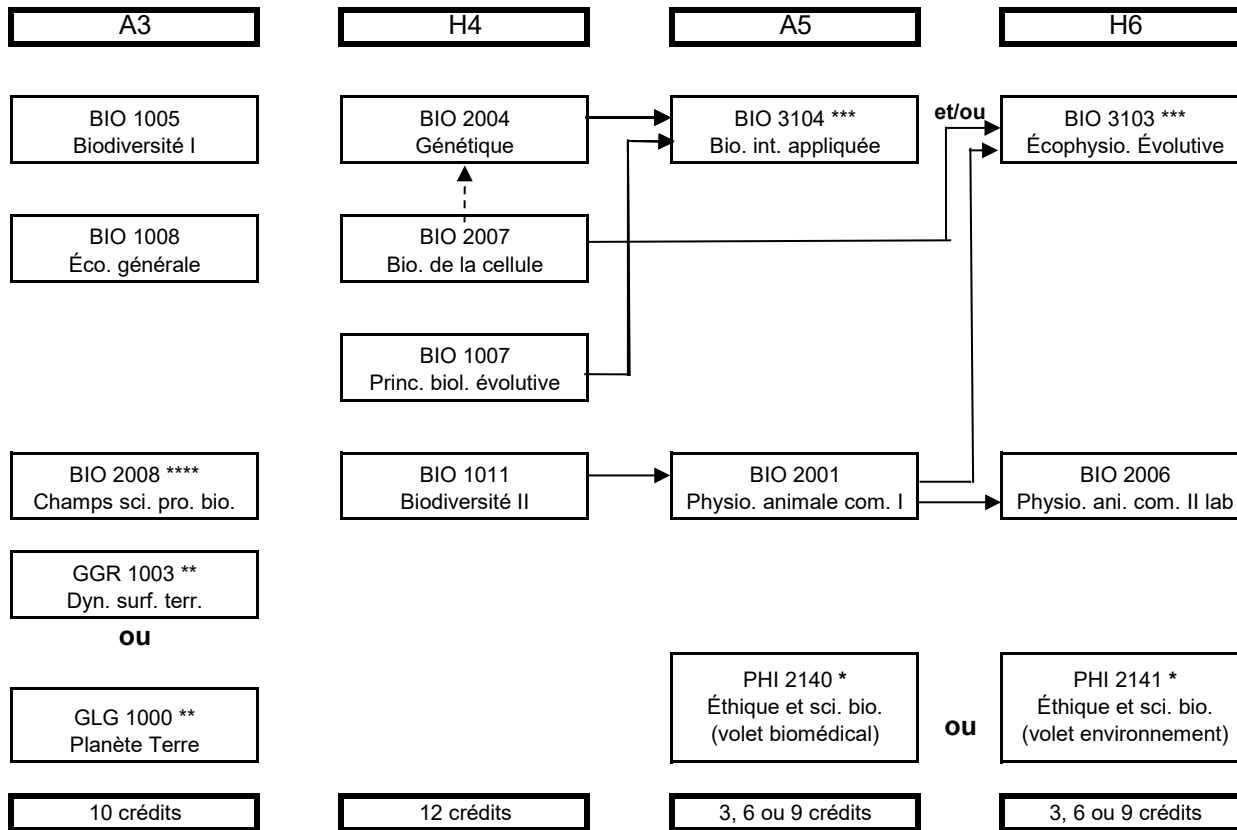 A3
H4
A5
H6
BIO 1005
Biodiversité I
BIO 2004
Génétique
BIO 3104 ***
Bio. int. appliquée
et/ou
BIO 3103 ***
Écophysio. Évolutive
BIO 1008
Éco. générale
BIO 2007
Bio. de la cellule
BIO 1007
Princ. biol. évolutive
BIO 2008 ****
Champs sci. pro. bio.
BIO 1011
Biodiversité II
BIO 2001
Physio. animale com. I
BIO 2006
Physio. ani. com. II lab
GGR 1003 **
Dyn. surf. terr.
ou
GLG 1000 **
Planète Terre
PHI 2140 *
Éthique et sci. bio.
(volet biomédical)
ou
PHI 2141 *
Éthique et sci. bio.
(volet environnement)
10 crédits
12 crédits
3, 6 ou 9 crédits
3, 6 ou 9 crédits